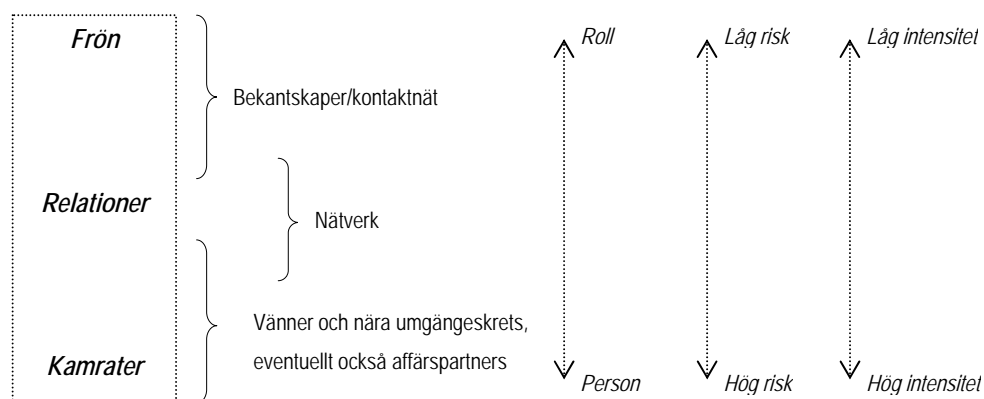 Frön
Roll
Låg risk
Låg intensitet
Bekantskaper/kontaktnät
Relationer
Nätverk
Vänner och nära umgängeskrets,
eventuellt också affärspartners
Kamrater
Person
Hög risk
Hög intensitet